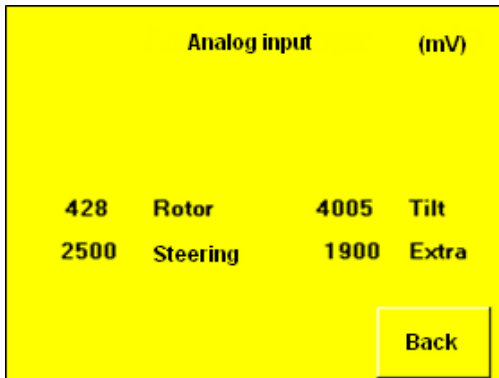 Analog input (mV)
428 Rotor 4005 Tilt
2500 Steering 1900 Extra
Back